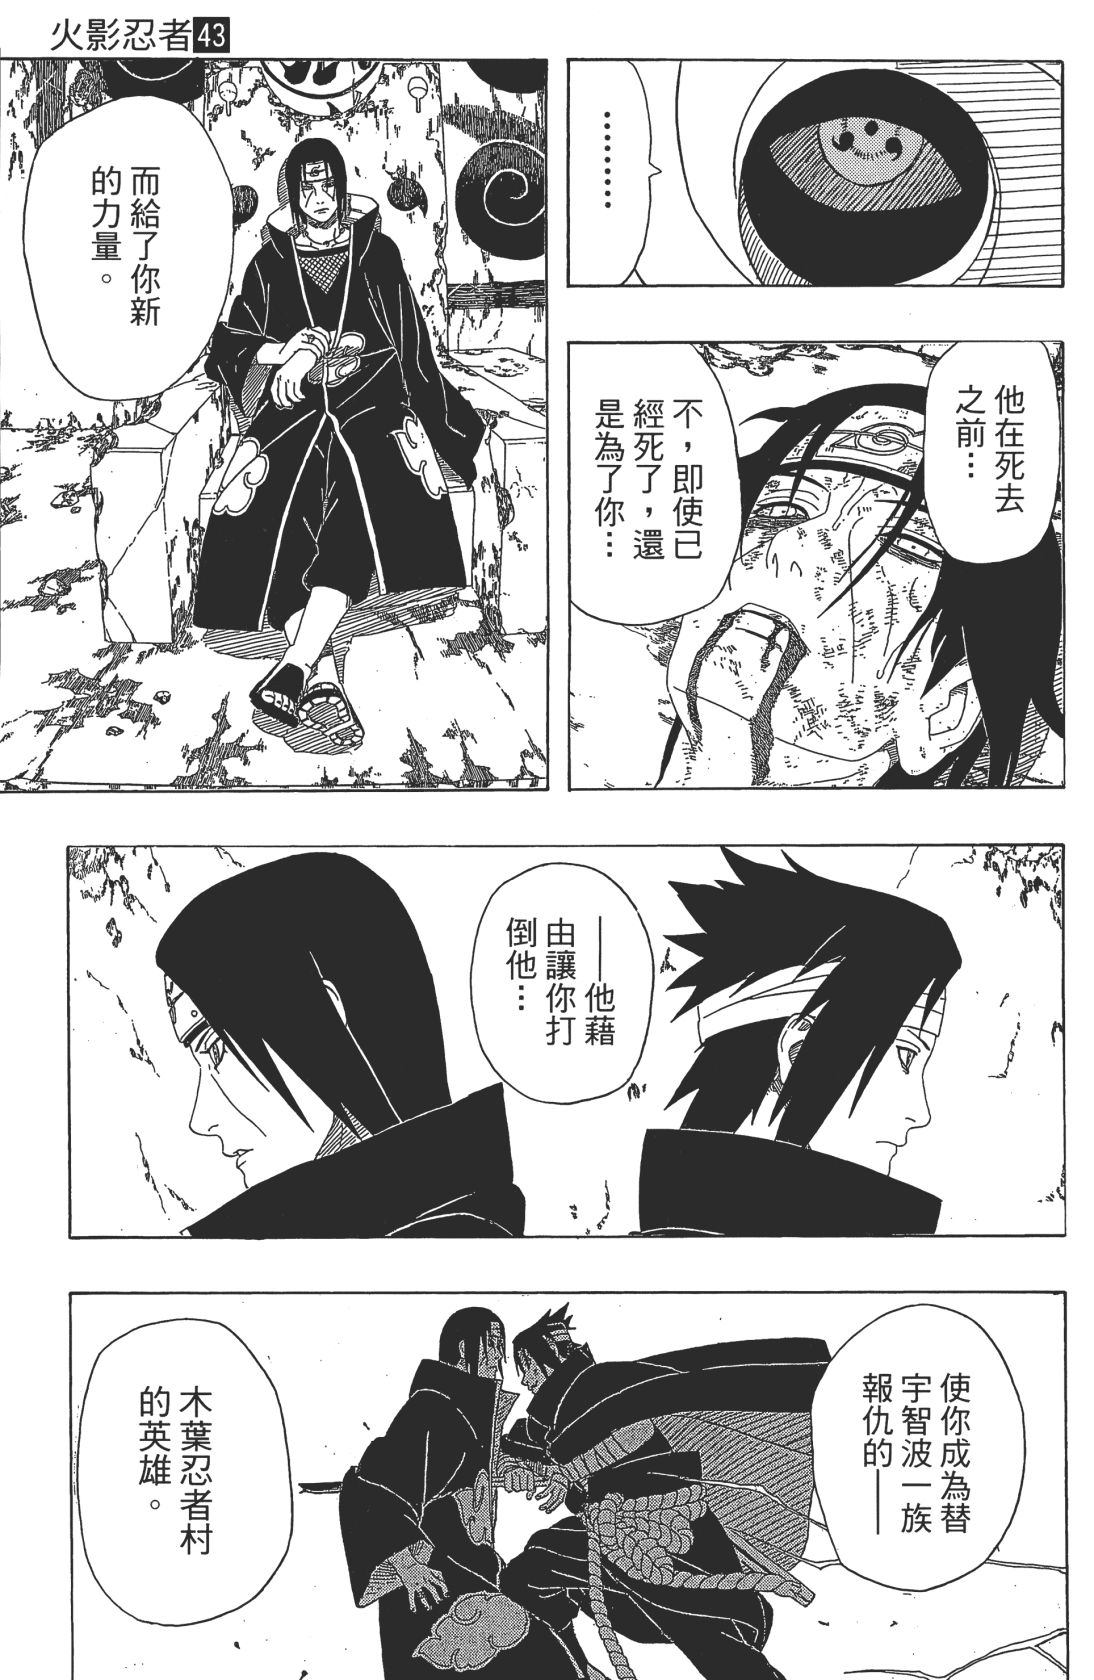 火影忍者43
………
他在死去
之前…
不，即使已
經死了，還
是為了你…
而給了你新
的力量。
——他藉
由讓你打
倒他…
使你成為替
宇智波一族
報仇的——
木葉忍者村
的英雄。